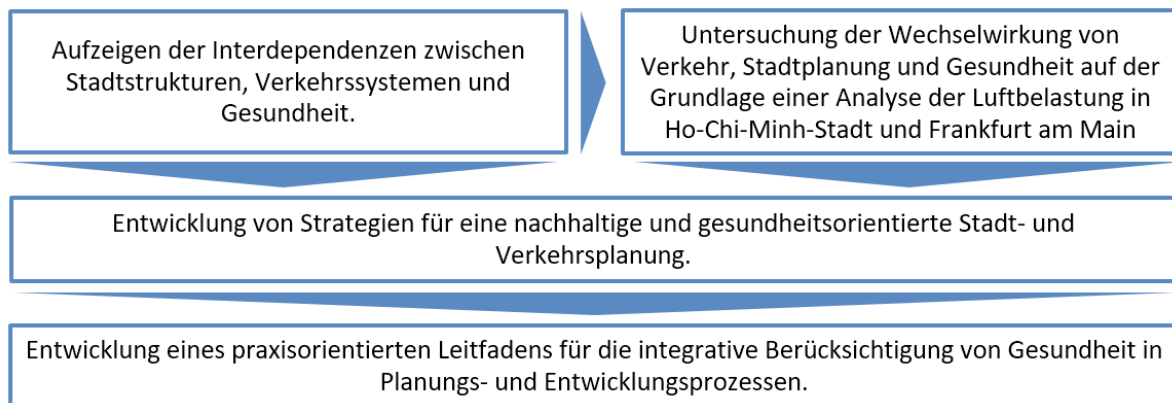 Aufzeigen der Interdependenzen zwischen
Stadtstrukturen, Verkehrssystemen und
Gesundheit.
Untersuchung der Wechselwirkung von
Verkehr, Stadtplanung und Gesundheit auf der
Grundlage einer Analyse der Luftbelastung in
Ho-Chi-Minh-Stadt und Frankfurt am Main
Entwicklung von Strategien für eine nachhaltige und gesundheitsorientierte Stadt- und
Verkehrsplanung.
Entwicklung eines praxisorientierten Leitfadens für die integrative Berücksichtigung von Gesundheit in
Planungs- und Entwicklungsprozessen.